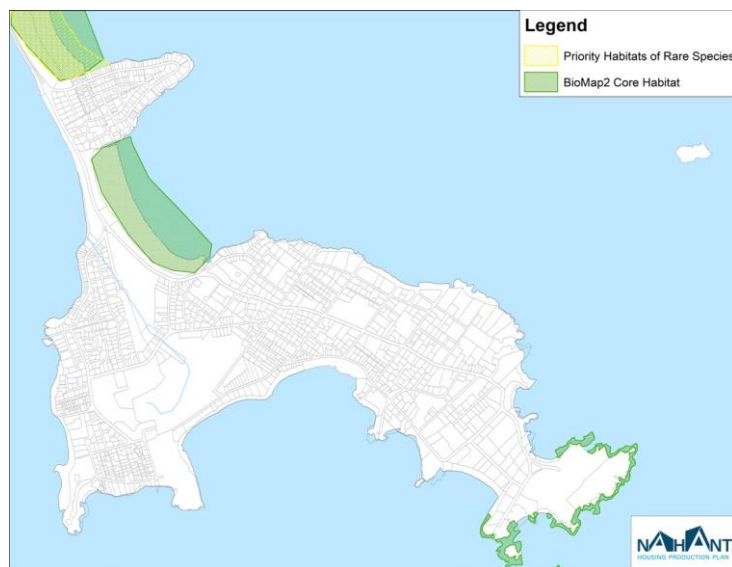 Legend
Priority Habitats of Rare Species
BioMap2 Core Habitat
NAHANT
HOUSING PRODUCTION PLAN